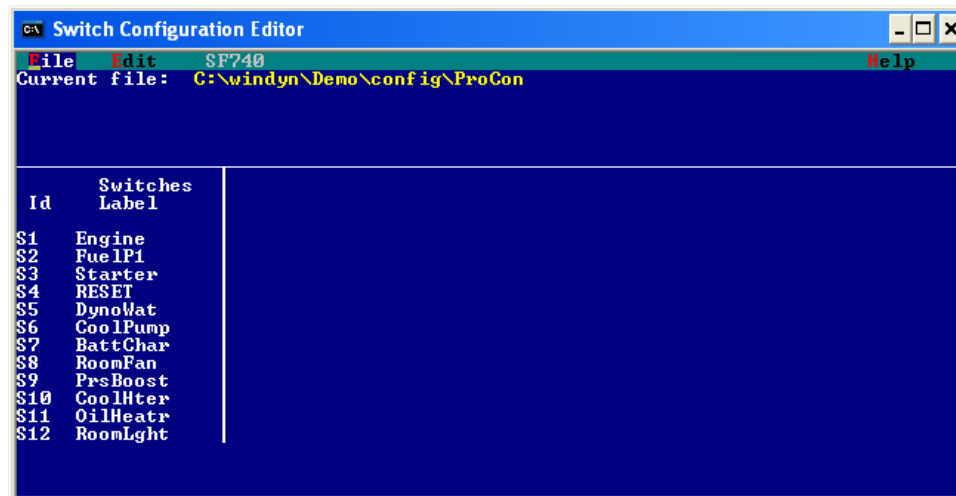 Switch Configuration Editor
File Edit SF740 Help
Current file: C:\windyn\Demo\config\ProCon
Switches
Id Label
S1 Engine
S2 FuelP1
S3 Starter
S4 RESET
S5 DynoWat
S6 CoolPump
S7 BattChar
S8 RoomFan
S9 PrsBoost
S10 CoolHter
S11 OilHeatr
S12 RoomLght